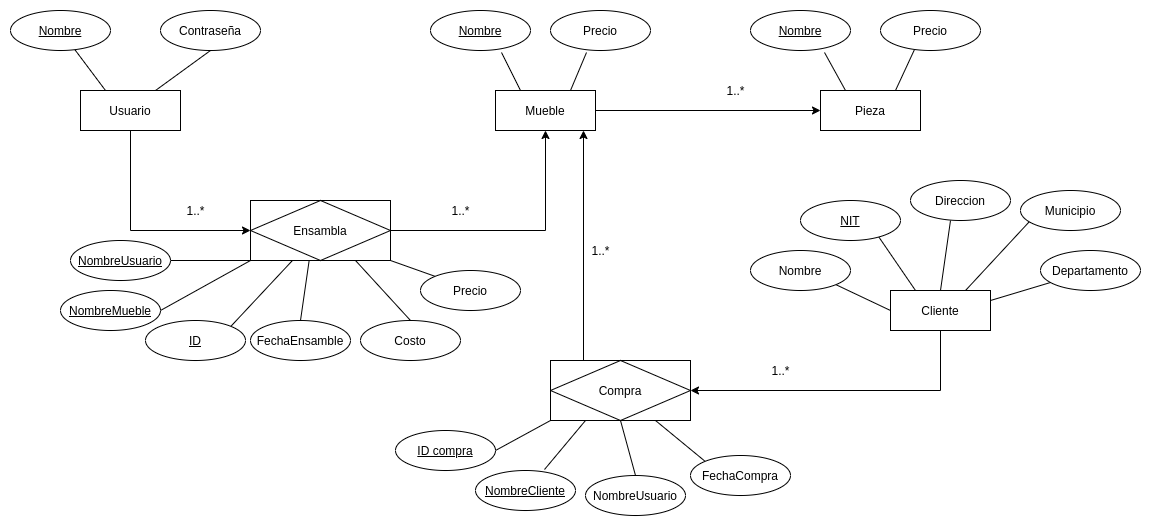 Nombre
Contraseña
Nombre
Precio
Nombre
Precio
Usuario
Mueble
1..*
Pieza
1..*
Ensambla
1..*
NombreUsuario
NombreMueble
ID
FechaEnsamble
Costo
Precio
1..*
NIT
Direccion
Municipio
Nombre
Departamento
Cliente
1..*
Compra
ID compra
NombreCliente
NombreUsuario
FechaCompra